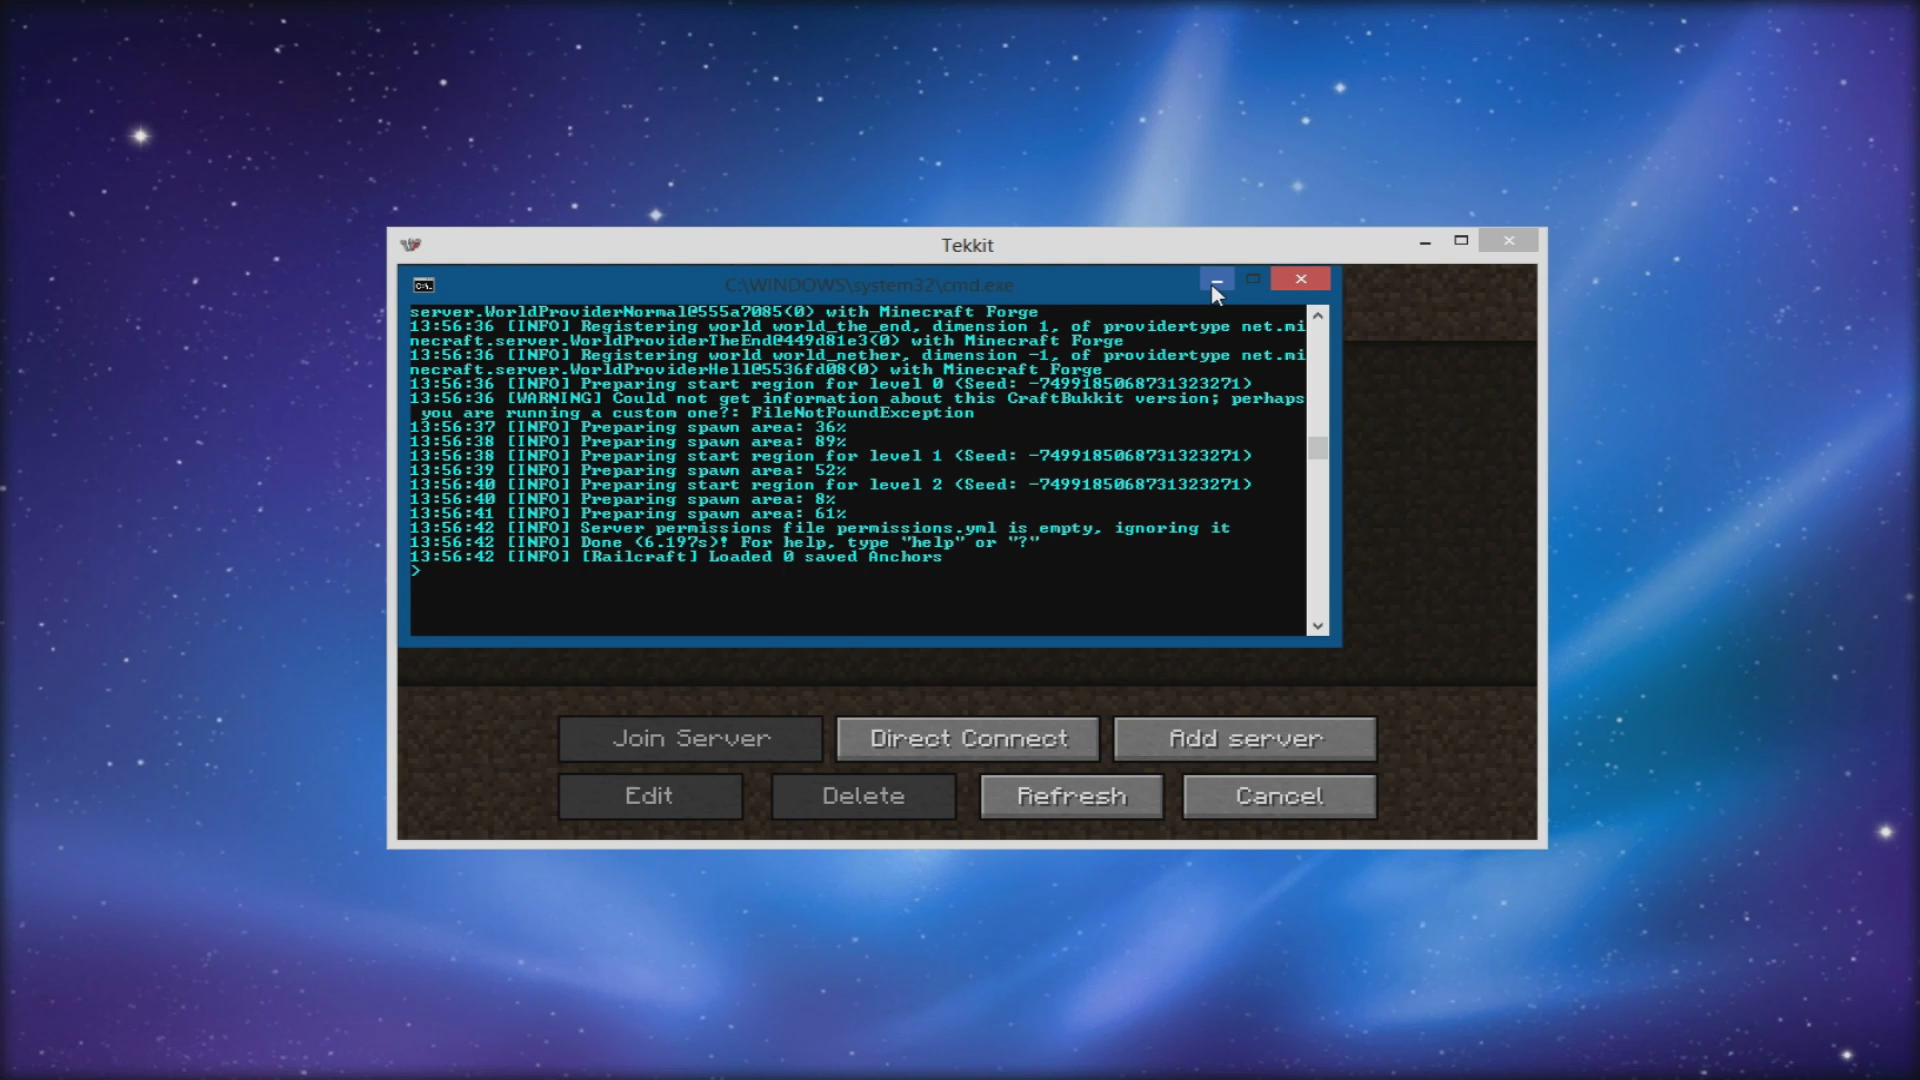 Tekkit
C:\WINDOWS\system32\cmd.exe
server.WorldProviderNormal@555a7085(0) with Minecraft Forge
13:56:36 [INFO] Registering world world_the_end, dimension 1, of providertype net.mi
necraft.server.WorldProviderTheEnd@449d81e3(0) with Minecraft Forge
13:56:36 [INFO] Registering world world_nether, dimension -1, of providertype net.mi
necraft.server.WorldProviderHell@5536fd08(0) with Minecraft Forge
13:56:36 [INFO] Preparing start region for level 0 (Seed: -7499185068731323271)
13:56:36 [WARNING] Could not get information about this CraftBukkit version; perhaps
you are running a custom one?: FileNotFoundException
13:56:37 [INFO] Preparing spawn area: 36%
13:56:38 [INFO] Preparing spawn area: 89%
13:56:38 [INFO] Preparing start region for level 1 (Seed: -7499185068731323271)
13:56:39 [INFO] Preparing spawn area: 52%
13:56:40 [INFO] Preparing start region for level 2 (Seed: -7499185068731323271)
13:56:40 [INFO] Preparing spawn area: 8%
13:56:41 [INFO] Preparing spawn area: 61%
13:56:42 [INFO] Server permissions file permissions.yml is empty, ignoring it
13:56:42 [INFO] Done (6.197s)! For help, type "help" or "?"
13:56:42 [INFO] [Railcraft] Loaded 0 saved Anchors
>
Join Server Direct Connect Add server
Edit Delete Refresh Cancel